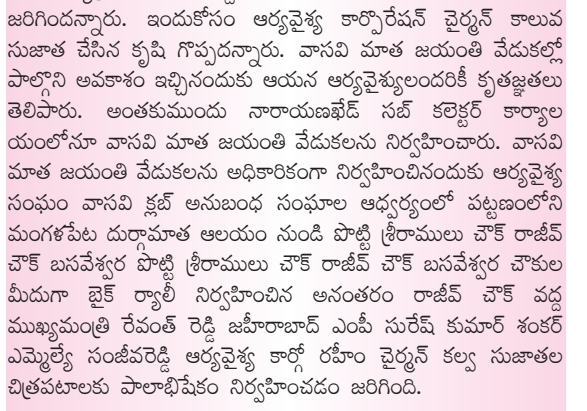 జరిగిందన్నారు. ఇందుకోసం ఆర్యవైశ్య కార్పొరేషన్ చైర్మన్ కాలువ
సుజాత చేసిన కృషి గొప్పదన్నారు. వాసవి మాత జయంతి వేడుకల్లో
పాల్గొని అవకాశం ఇచ్చినందుకు ఆయన ఆర్యవైశ్యులందరికీ కృతజ్ఞతలు
తెలిపారు. అంతకుముందు నారాయణఖేడ్ సబ్ కలెక్టర్ కార్యాల
యంలోనూ వాసవి మాత జయంతి వేడుకలను నిర్వహించారు. వాసవి
మాత జయంతి వేడుకలను అధికారికంగా నిర్వహించినందుకు ఆర్యవైశ్య
సంఘం వాసవి క్లబ్ అనుబంధ సంఘాల ఆధ్వర్యంలో పట్టణంలోని
మంగళపేట దుర్గామాత ఆలయం నుండి పొట్టి శ్రీరాములు చౌక్ రాజీవ్
చౌక్ బసవేశ్వర పొట్టి శ్రీరాములు చౌక్ రాజీవ్ చౌక్ బసవేశ్వర చౌకుల
మీదుగా బైక్ ర్యాలీ నిర్వహించిన అనంతరం రాజీవ్ చౌక్ వద్ద
ముఖ్యమంత్రి రేవంత్ రెడ్డి జహీరాబాద్ ఎంపీ సురేష్ కుమార్ శంకర్
ఎమ్మెల్యే సంజీవరెడ్డి ఆర్యవైశ్య కార్గో రహీం చైర్మన్ కల్వ సుజాతల
చిత్రపటాలకు పాలాభిషేకం నిర్వహించడం జరిగింది.